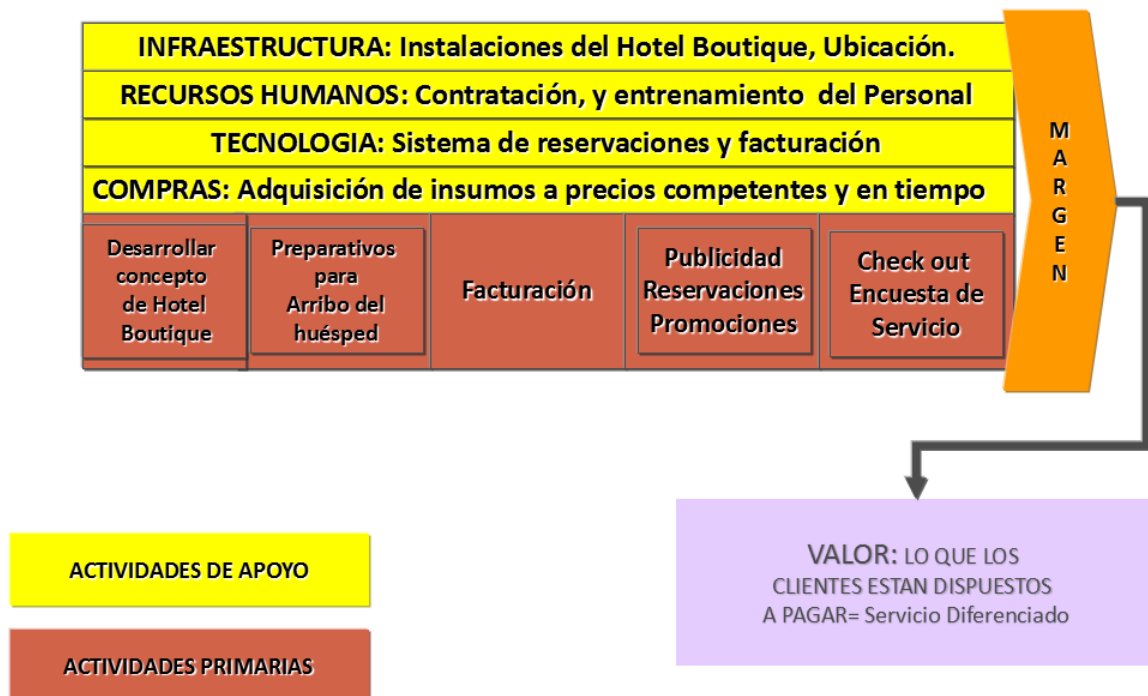 INFRAESTRUCTURA: Instalaciones del Hotel Boutique, Ubicación.
RECURSOS HUMANOS: Contratación, y entrenamiento del Personal
TECNOLOGIA: Sistema de reservaciones y facturación
COMPRAS: Adquisición de insumos a precios competentes y en tiempo
Desarrollar
concepto
de Hotel
Boutique
Preparativos
para
Arribo del
huésped
Facturación
Publicidad
Reservaciones
Promociones
Check out
Encuesta de
Servicio
M
A
R
G
E
N
VALOR: LO QUE LOS
CLIENTES ESTAN DISPUESTOS
A PAGAR= Servicio Diferenciado
ACTIVIDADES DE APOYO
ACTIVIDADES PRIMARIAS